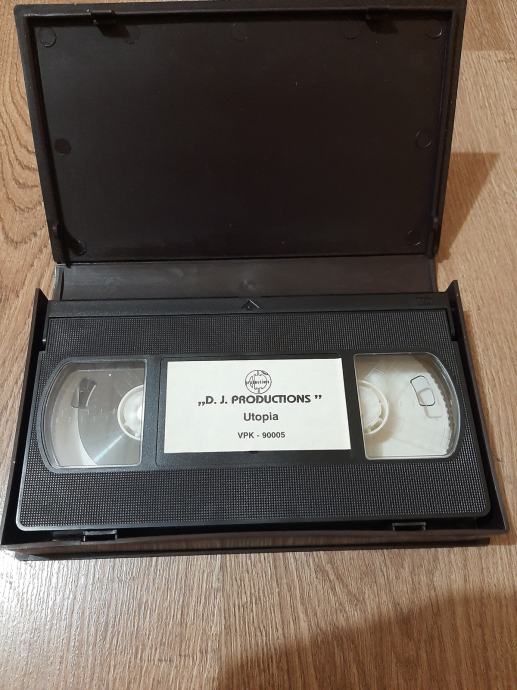 „D. J. PRODUCTIONS”
Utopia
VPK - 90005